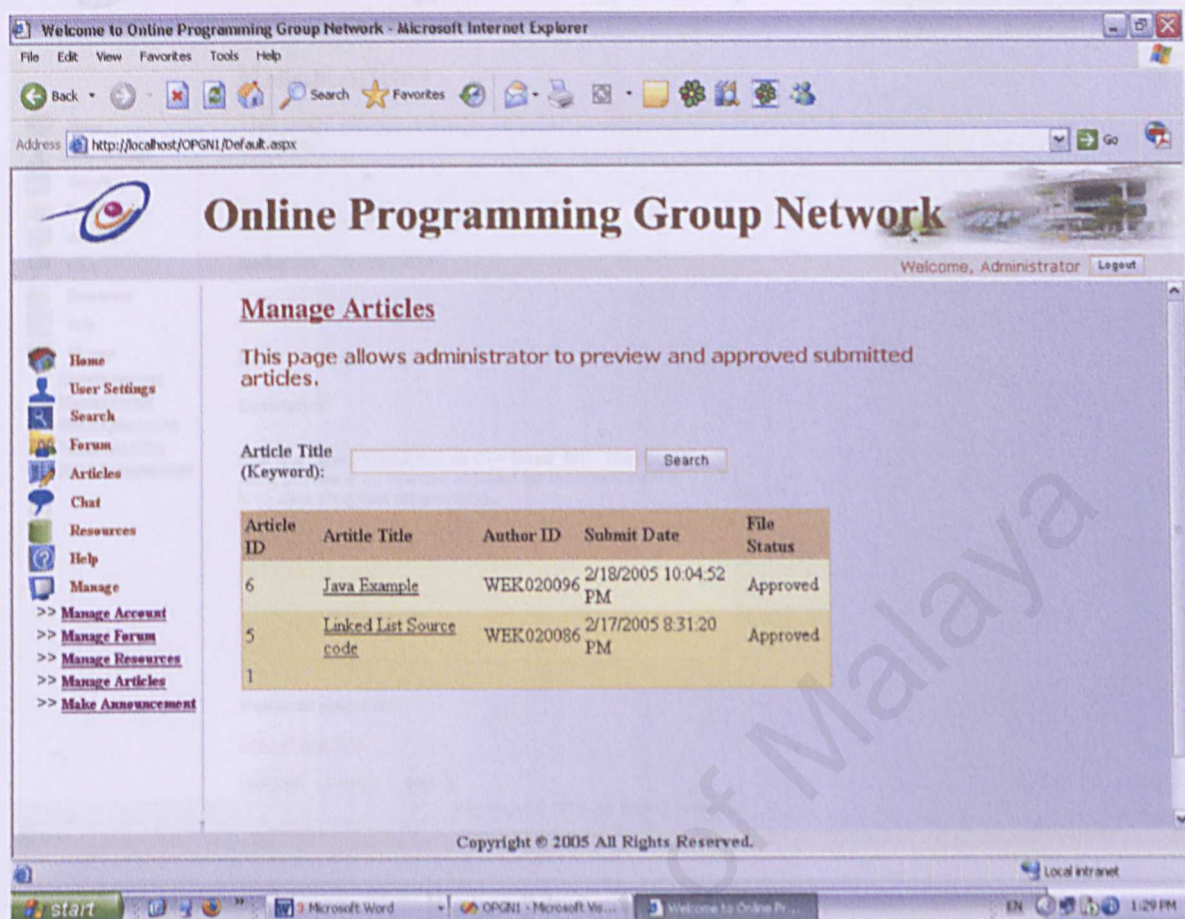 Welcome to Online Programming Group Network - Microsoft Internet Explorer
File Edit View Favorites Tools Help
Back Search Favorites
Address http://localhost/OPGN1/Default.aspx Go
Online Programming Group Network
Welcome, Administrator Logout
Manage Articles
This page allows administrator to preview and approved submitted
articles.
Home
User Settings
Search
Forum
Articles
Chat
Resources
Help
Manage
>> Manage Account
>> Manage Forum
>> Manage Resources
>> Manage Articles
>> Make Announcement
Article Title
(Keyword):
Search
Article ID Artitle Title Author ID Submit Date File Status
6 Java Example WEK020096 2/18/2005 10:04:52 PM Approved
5 Linked List Source code WEK020086 2/17/2005 8:31:20 PM Approved
1
Copyright © 2005 All Rights Reserved.
Local intranet
start 3 Microsoft Word OPGN1 - Microsoft Vis... Welcome to Online Pr... EN 1:29 PM
of Malaya